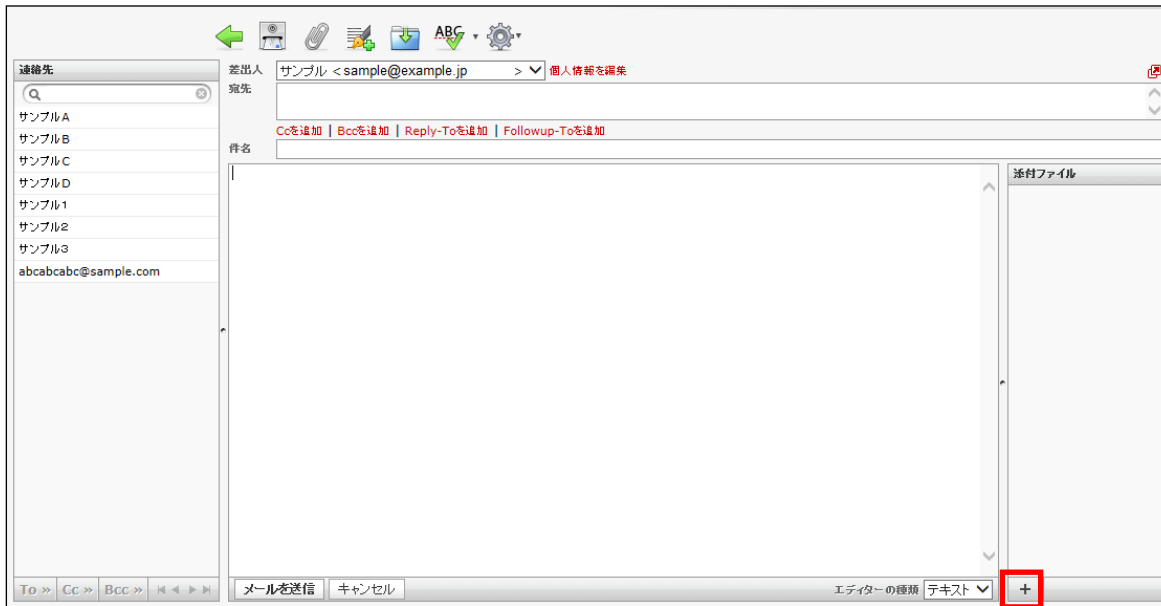 ABC
連絡先
サンプルA
サンプルB
サンプルC
サンプルD
サンプル1
サンプル2
サンプル3
abcabcabc@sample.com
To » Cc » Bcc »
差出人 サンプル <sample@example.jp > 個人情報を編集
宛先
Ccを追加 | Bccを追加 | Reply-Toを追加 | Followup-Toを追加
件名
メールを送信 キャンセル エディターの種類 テキスト
添付ファイル
+